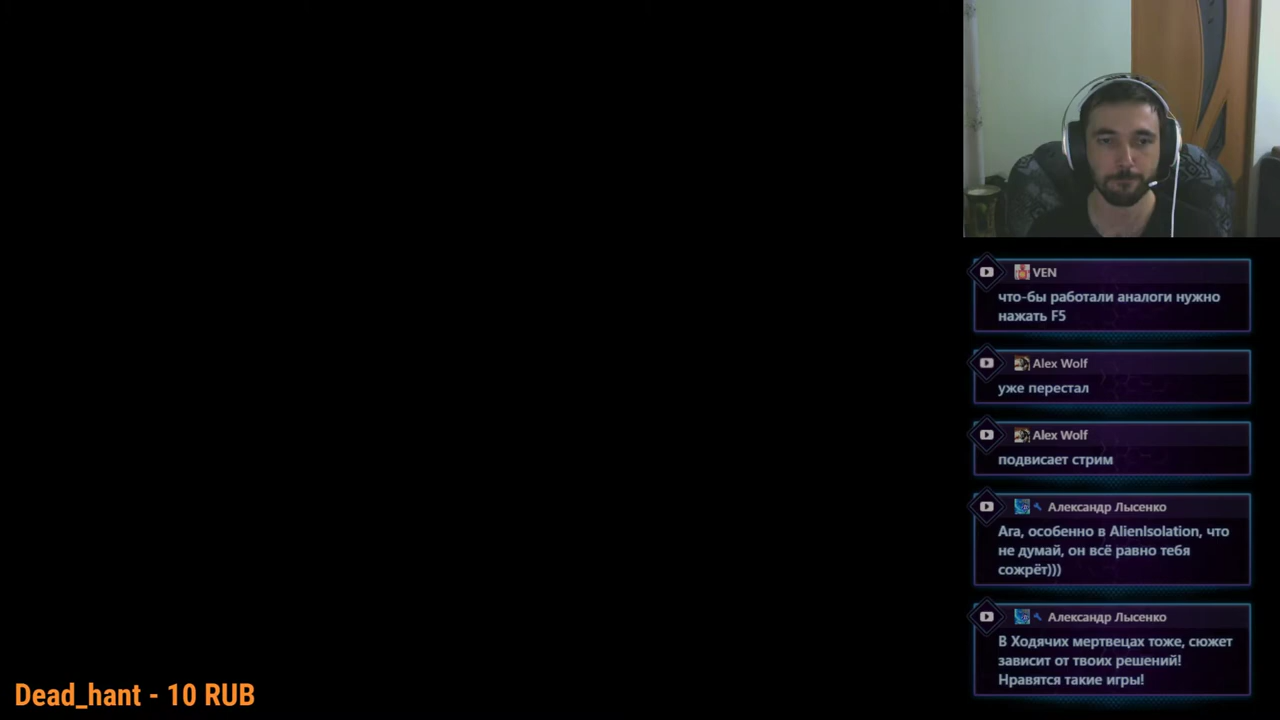 VEN
что-бы работали аналоги нужно
нажать F5
Alex Wolf
уже перестал
Alex Wolf
подвисает стрим
Александр Лысенко
Ага, особенно в AlienIsolation, что
не думай, он всё равно тебя
сожрёт)))
Александр Лысенко
В Ходячих мертвецах тоже, сюжет
зависит от твоих решений!
Нравятся такие игры!
Dead_hant - 10 RUB